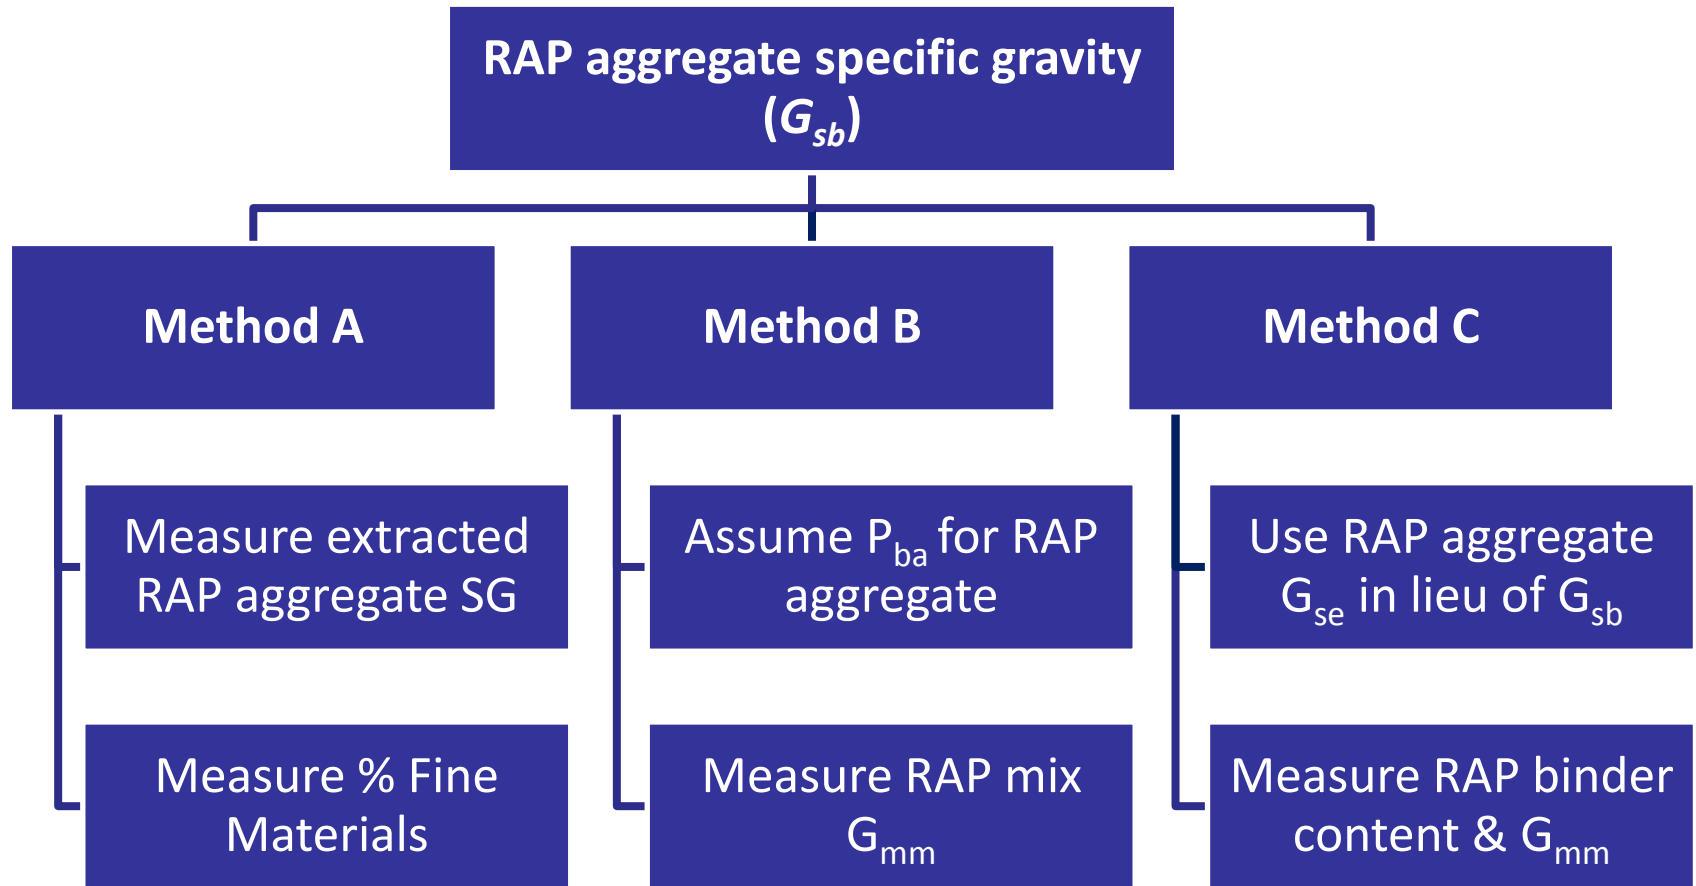 RAP aggregate specific gravity
(Gsb)
Method A
Method B
Method C
Measure extracted
RAP aggregate SG
Assume Pba for RAP
aggregate
Use RAP aggregate
Gse in lieu of Gsb
Measure % Fine
Materials
Measure RAP mix
Gmm
Measure RAP binder
content & Gmm